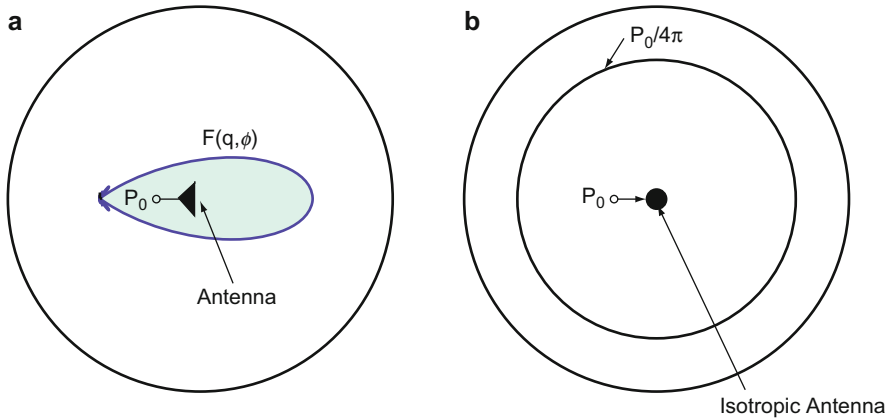 a
F(q,ϕ)
P₀
Antenna
b
P₀/4π
P₀
Isotropic Antenna